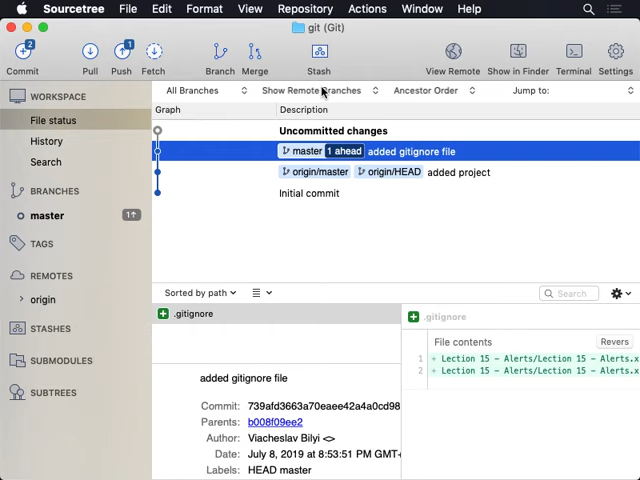 Sourcetree File Edit Format View Repository Actions Window Help
git (Git)
2
1
Commit Pull Push Fetch Branch Merge Stash View Remote Show in Finder Terminal Settings
WORKSPACE
File status
History
Search
BRANCHES
master 1↑
TAGS
REMOTES
origin
STASHES
SUBMODULES
SUBTREES
All Branches Show Remote Branches Ancestor Order Jump to:
Graph Description
Uncommitted changes
master 1 ahead added gitignore file
origin/master origin/HEAD added project
Initial commit
Sorted by path Search
.gitignore
added gitignore file
Commit: 739afd3663a70eaee42a4a0cd98
Parents: b008f09ee2
Author: Viacheslav Bilyi <>
Date: July 8, 2019 at 8:53:51 PM GMT+
Labels: HEAD master
.gitignore
File contents Revers
1 + Lection 15 - Alerts/Lection 15 - Alerts.x
2 + Lection 15 - Alerts/Lection 15 - Alerts.x